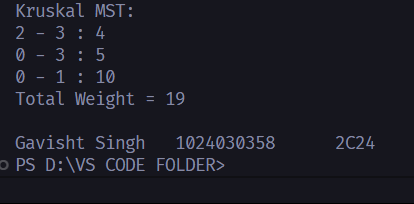 Kruskal MST:
2 - 3 : 4
0 - 3 : 5
0 - 1 : 10
Total Weight = 19
Gavisht Singh   1024030358      2C24
PS D:\VS CODE FOLDER>